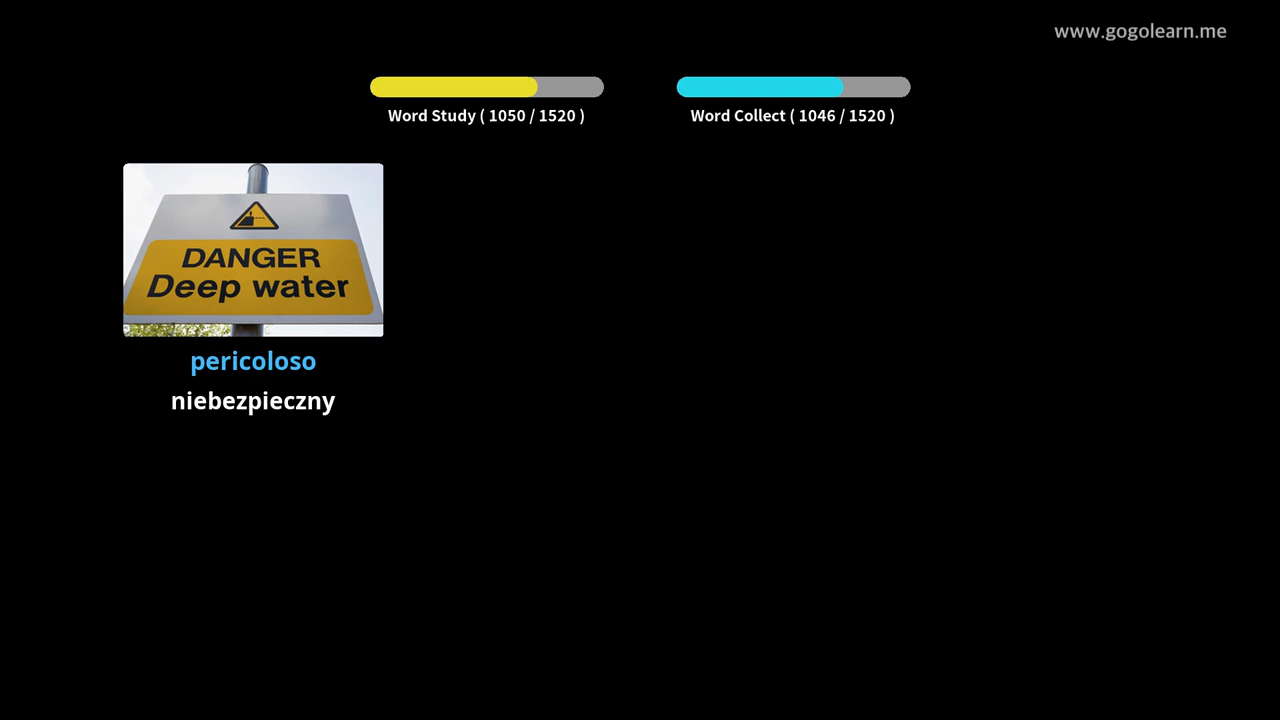 www.gogolearn.me
Word Study ( 1050 / 1520 )
Word Collect ( 1046 / 1520 )
DANGER
Deep water
pericoloso
niebezpieczny